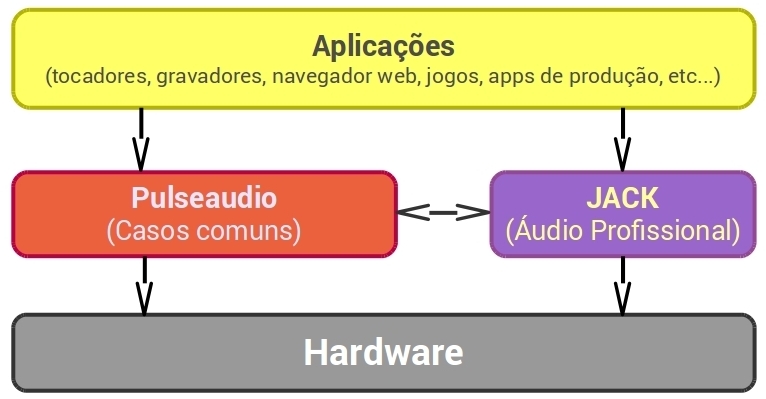 Aplicações
(tocadores, gravadores, navegador web, jogos, apps de produção, etc...)
Pulseaudio
(Casos comuns)
JACK
(Áudio Profissional)
Hardware